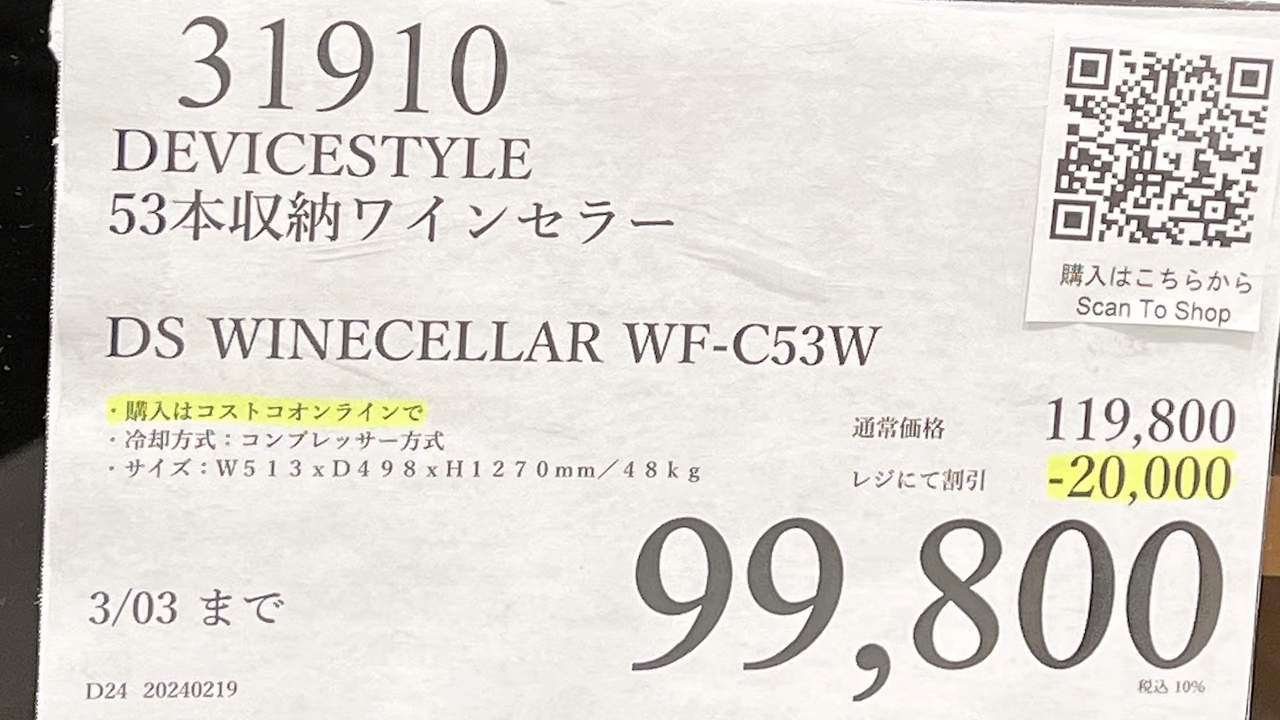 31910
DEVICESTYLE
53本収納ワインセラー
DS WINECELLAR WF-C53W
・購入はコストコオンラインで
・冷却方式：コンプレッサー方式
・サイズ：Ｗ５１３ｘＤ４９８ｘＨ１２７０mm／４８ｋｇ
購入はこちらから
Scan To Shop
通常価格 119,800
レジにて割引 -20,000
99,800
3/03 まで
D24 20240219
税込 10%